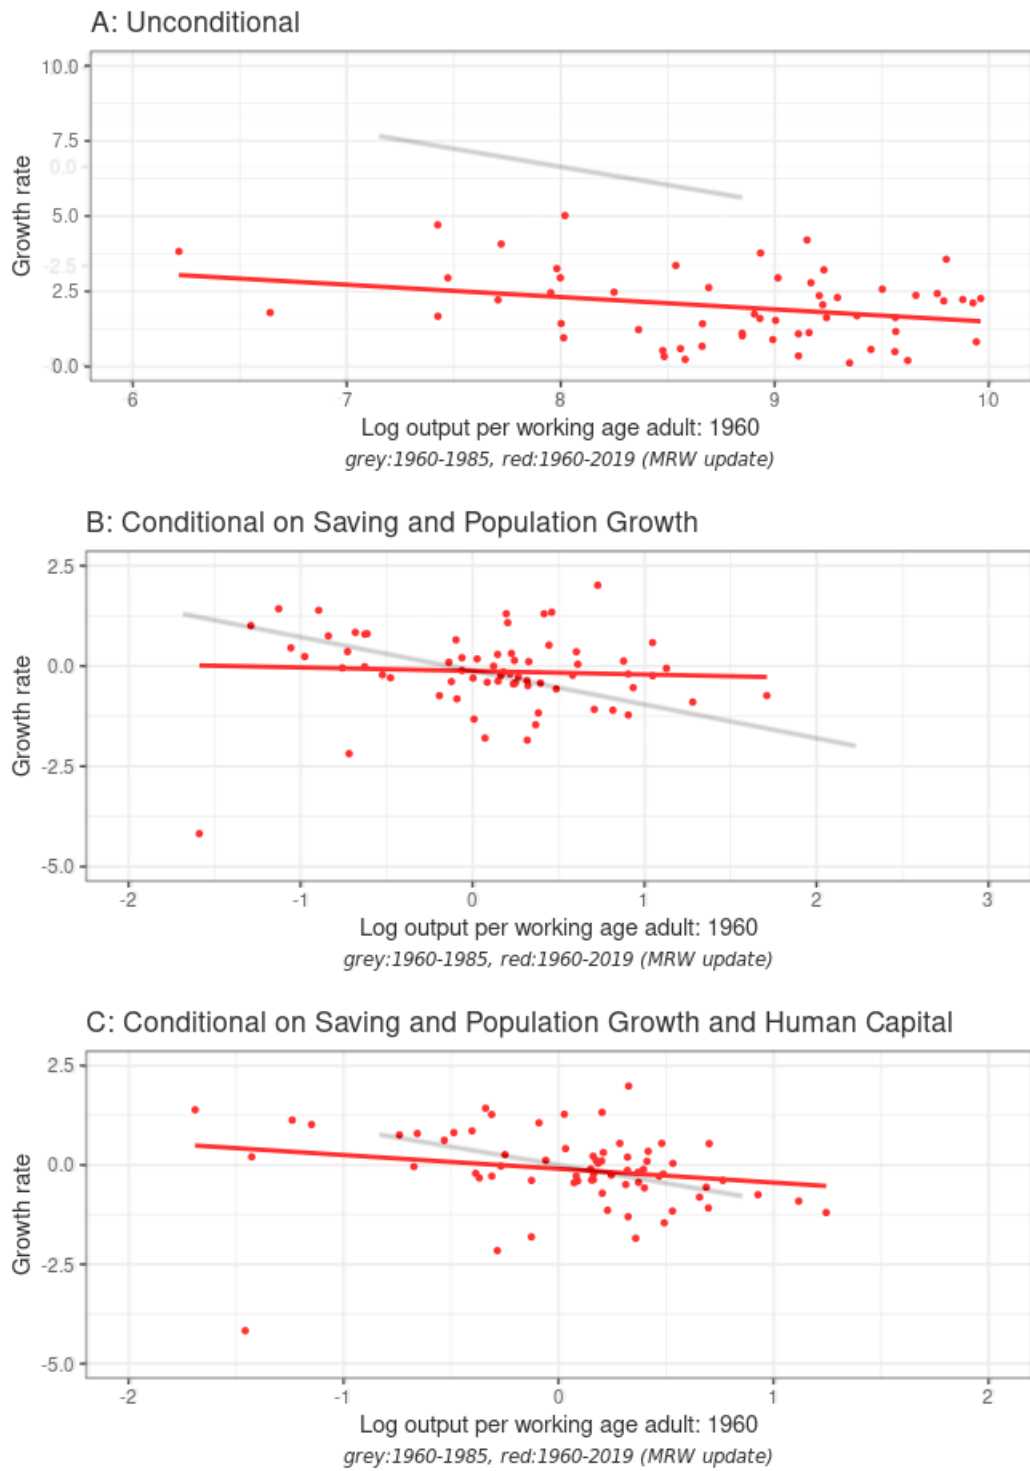 A: Unconditional
10.0
7.5
0.0
5.0
-2.5
2.5
0.0
Growth rate
6 7 8 9 10
Log output per working age adult: 1960
grey:1960-1985, red:1960-2019 (MRW update)
B: Conditional on Saving and Population Growth
2.5
0.0
-2.5
-5.0
Growth rate
-2 -1 0 1 2 3
Log output per working age adult: 1960
grey:1960-1985, red:1960-2019 (MRW update)
C: Conditional on Saving and Population Growth and Human Capital
2.5
0.0
-2.5
-5.0
Growth rate
-2 -1 0 1 2
Log output per working age adult: 1960
grey:1960-1985, red:1960-2019 (MRW update)